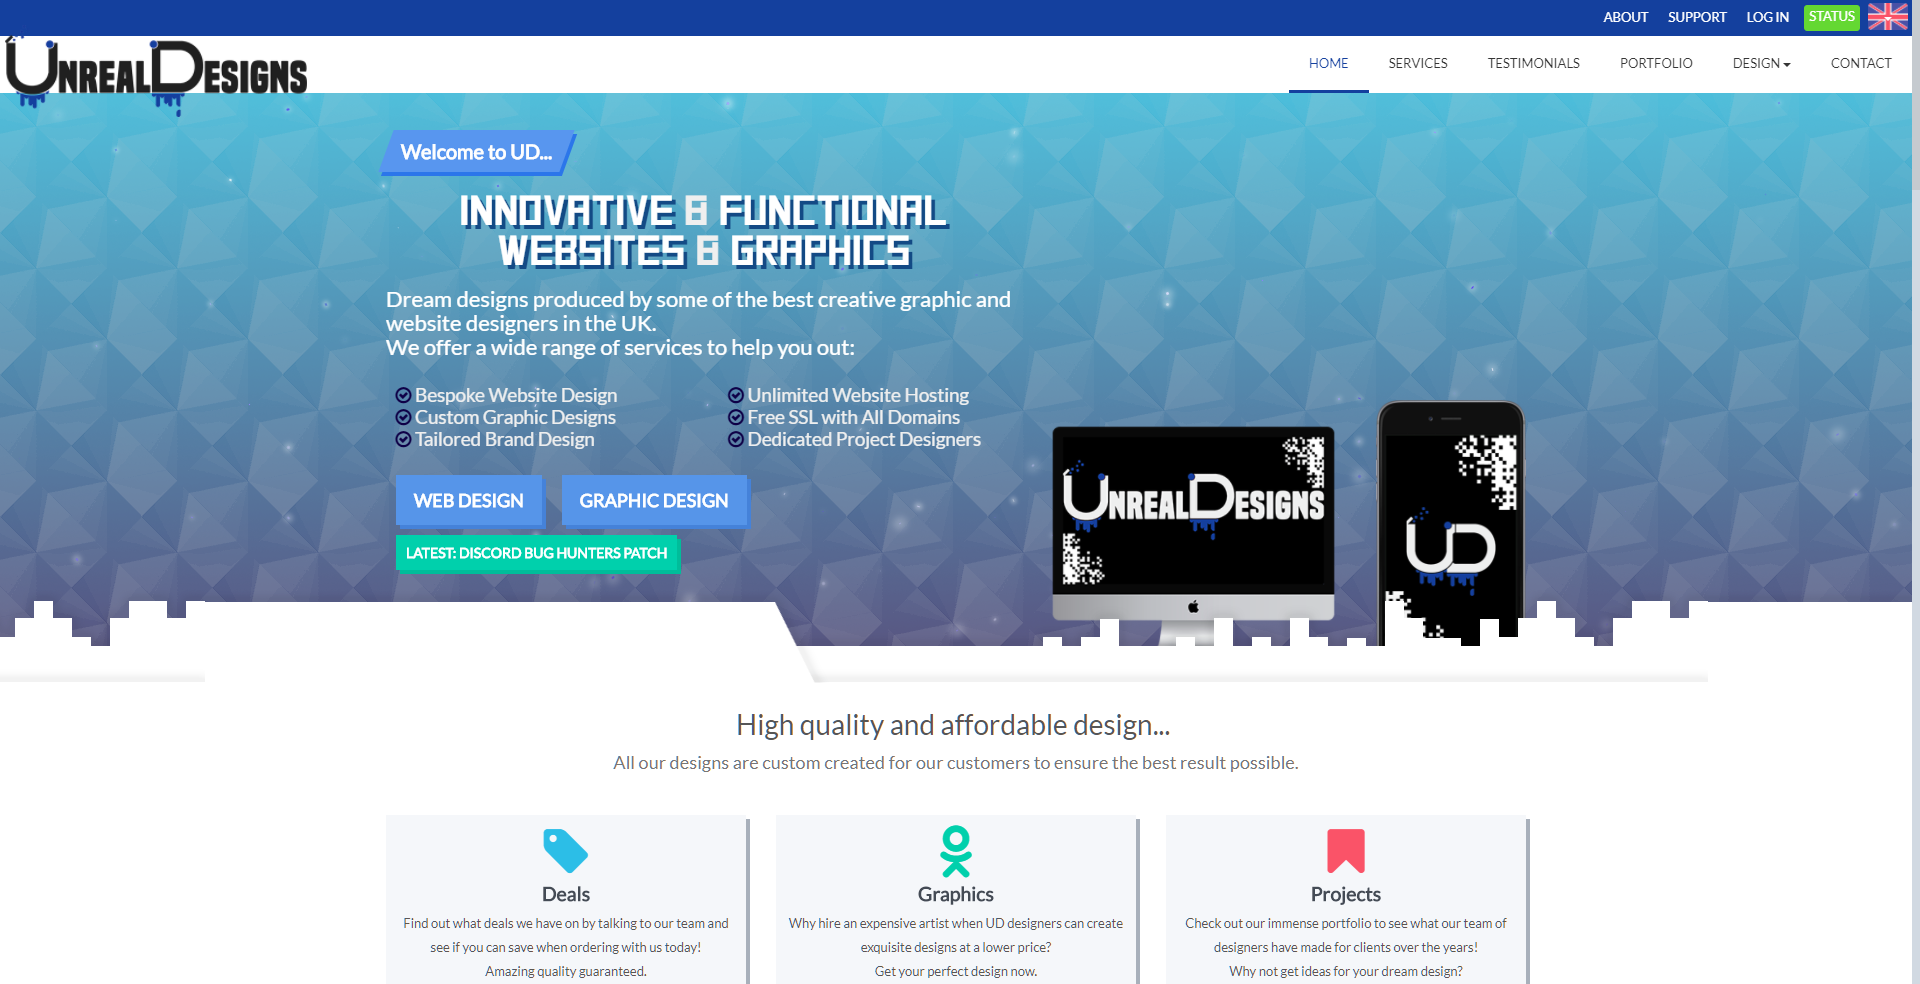 ABOUT SUPPORT LOG IN STATUS
UNREALDESIGNS
HOME SERVICES TESTIMONIALS PORTFOLIO DESIGN CONTACT
Welcome to UD...
INNOVATIVE & FUNCTIONAL
WEBSITES & GRAPHICS
Dream designs produced by some of the best creative graphic and
website designers in the UK.
We offer a wide range of services to help you out:
Bespoke Website Design
Custom Graphic Designs
Tailored Brand Design
Unlimited Website Hosting
Free SSL with All Domains
Dedicated Project Designers
WEB DESIGN GRAPHIC DESIGN
LATEST: DISCORD BUG HUNTERS PATCH
UNREALDESIGNS
UD
High quality and affordable design...
All our designs are custom created for our customers to ensure the best result possible.
Deals
Find out what deals we have on by talking to our team and
see if you can save when ordering with us today!
Amazing quality guaranteed.
Graphics
Why hire an expensive artist when UD designers can create
exquisite designs at a lower price?
Get your perfect design now.
Projects
Check out our immense portfolio to see what our team of
designers have made for clients over the years!
Why not get ideas for your dream design?